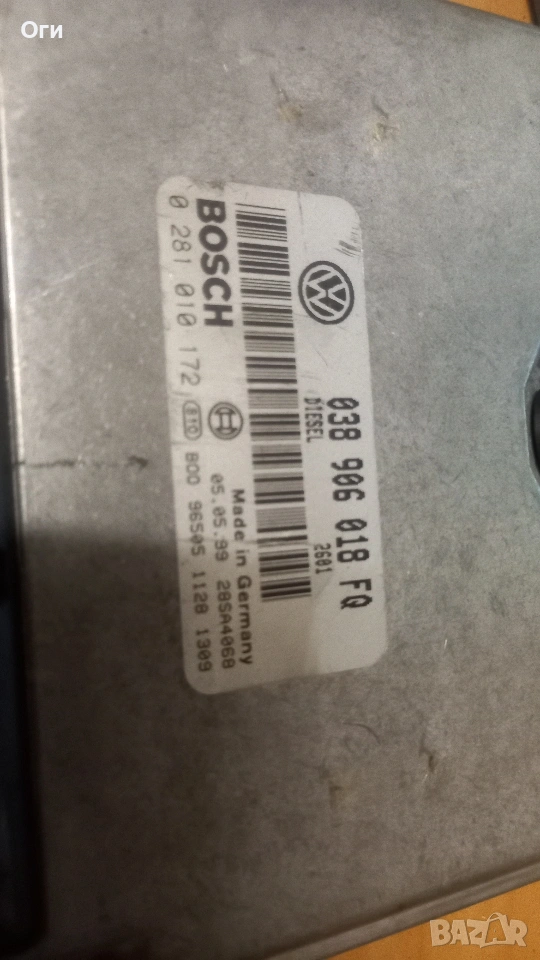 Оги
038 906 018 FQ
DIESEL
2601
BOSCH
Made in Germany
0 281 010 172
05.05.99 28SA4068
800 96505 1128 1309
BAZAR